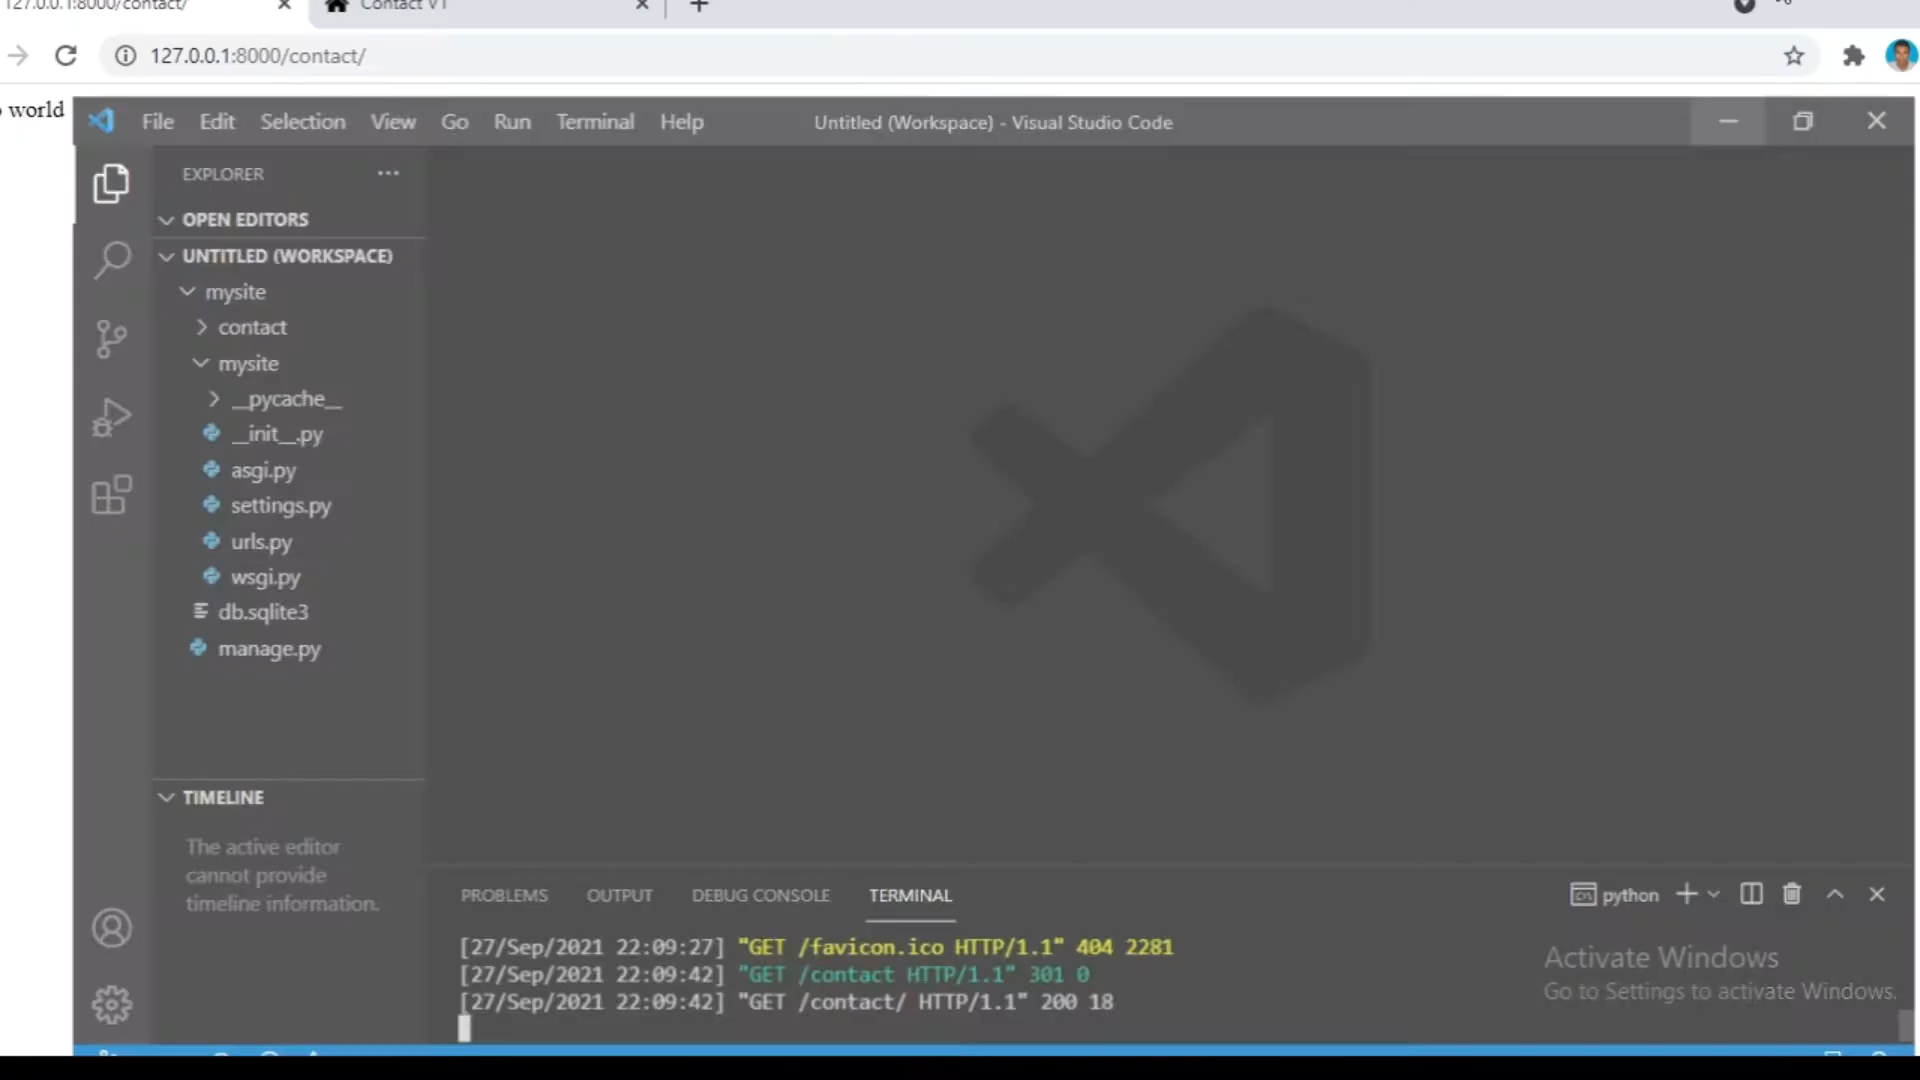 127.0.0.1:8000/contact/
Contact V1
127.0.0.1:8000/contact/
world
File Edit Selection View Go Run Terminal Help
Untitled (Workspace) - Visual Studio Code
EXPLORER
OPEN EDITORS
UNTITLED (WORKSPACE)
mysite
contact
mysite
__pycache__
__init__.py
asgi.py
settings.py
urls.py
wsgi.py
db.sqlite3
manage.py
TIMELINE
The active editor
cannot provide
timeline information.
PROBLEMS OUTPUT DEBUG CONSOLE TERMINAL
python
[27/Sep/2021 22:09:27] "GET /favicon.ico HTTP/1.1" 404 2281
[27/Sep/2021 22:09:42] "GET /contact HTTP/1.1" 301 0
[27/Sep/2021 22:09:42] "GET /contact/ HTTP/1.1" 200 18
Activate Windows
Go to Settings to activate Windows.